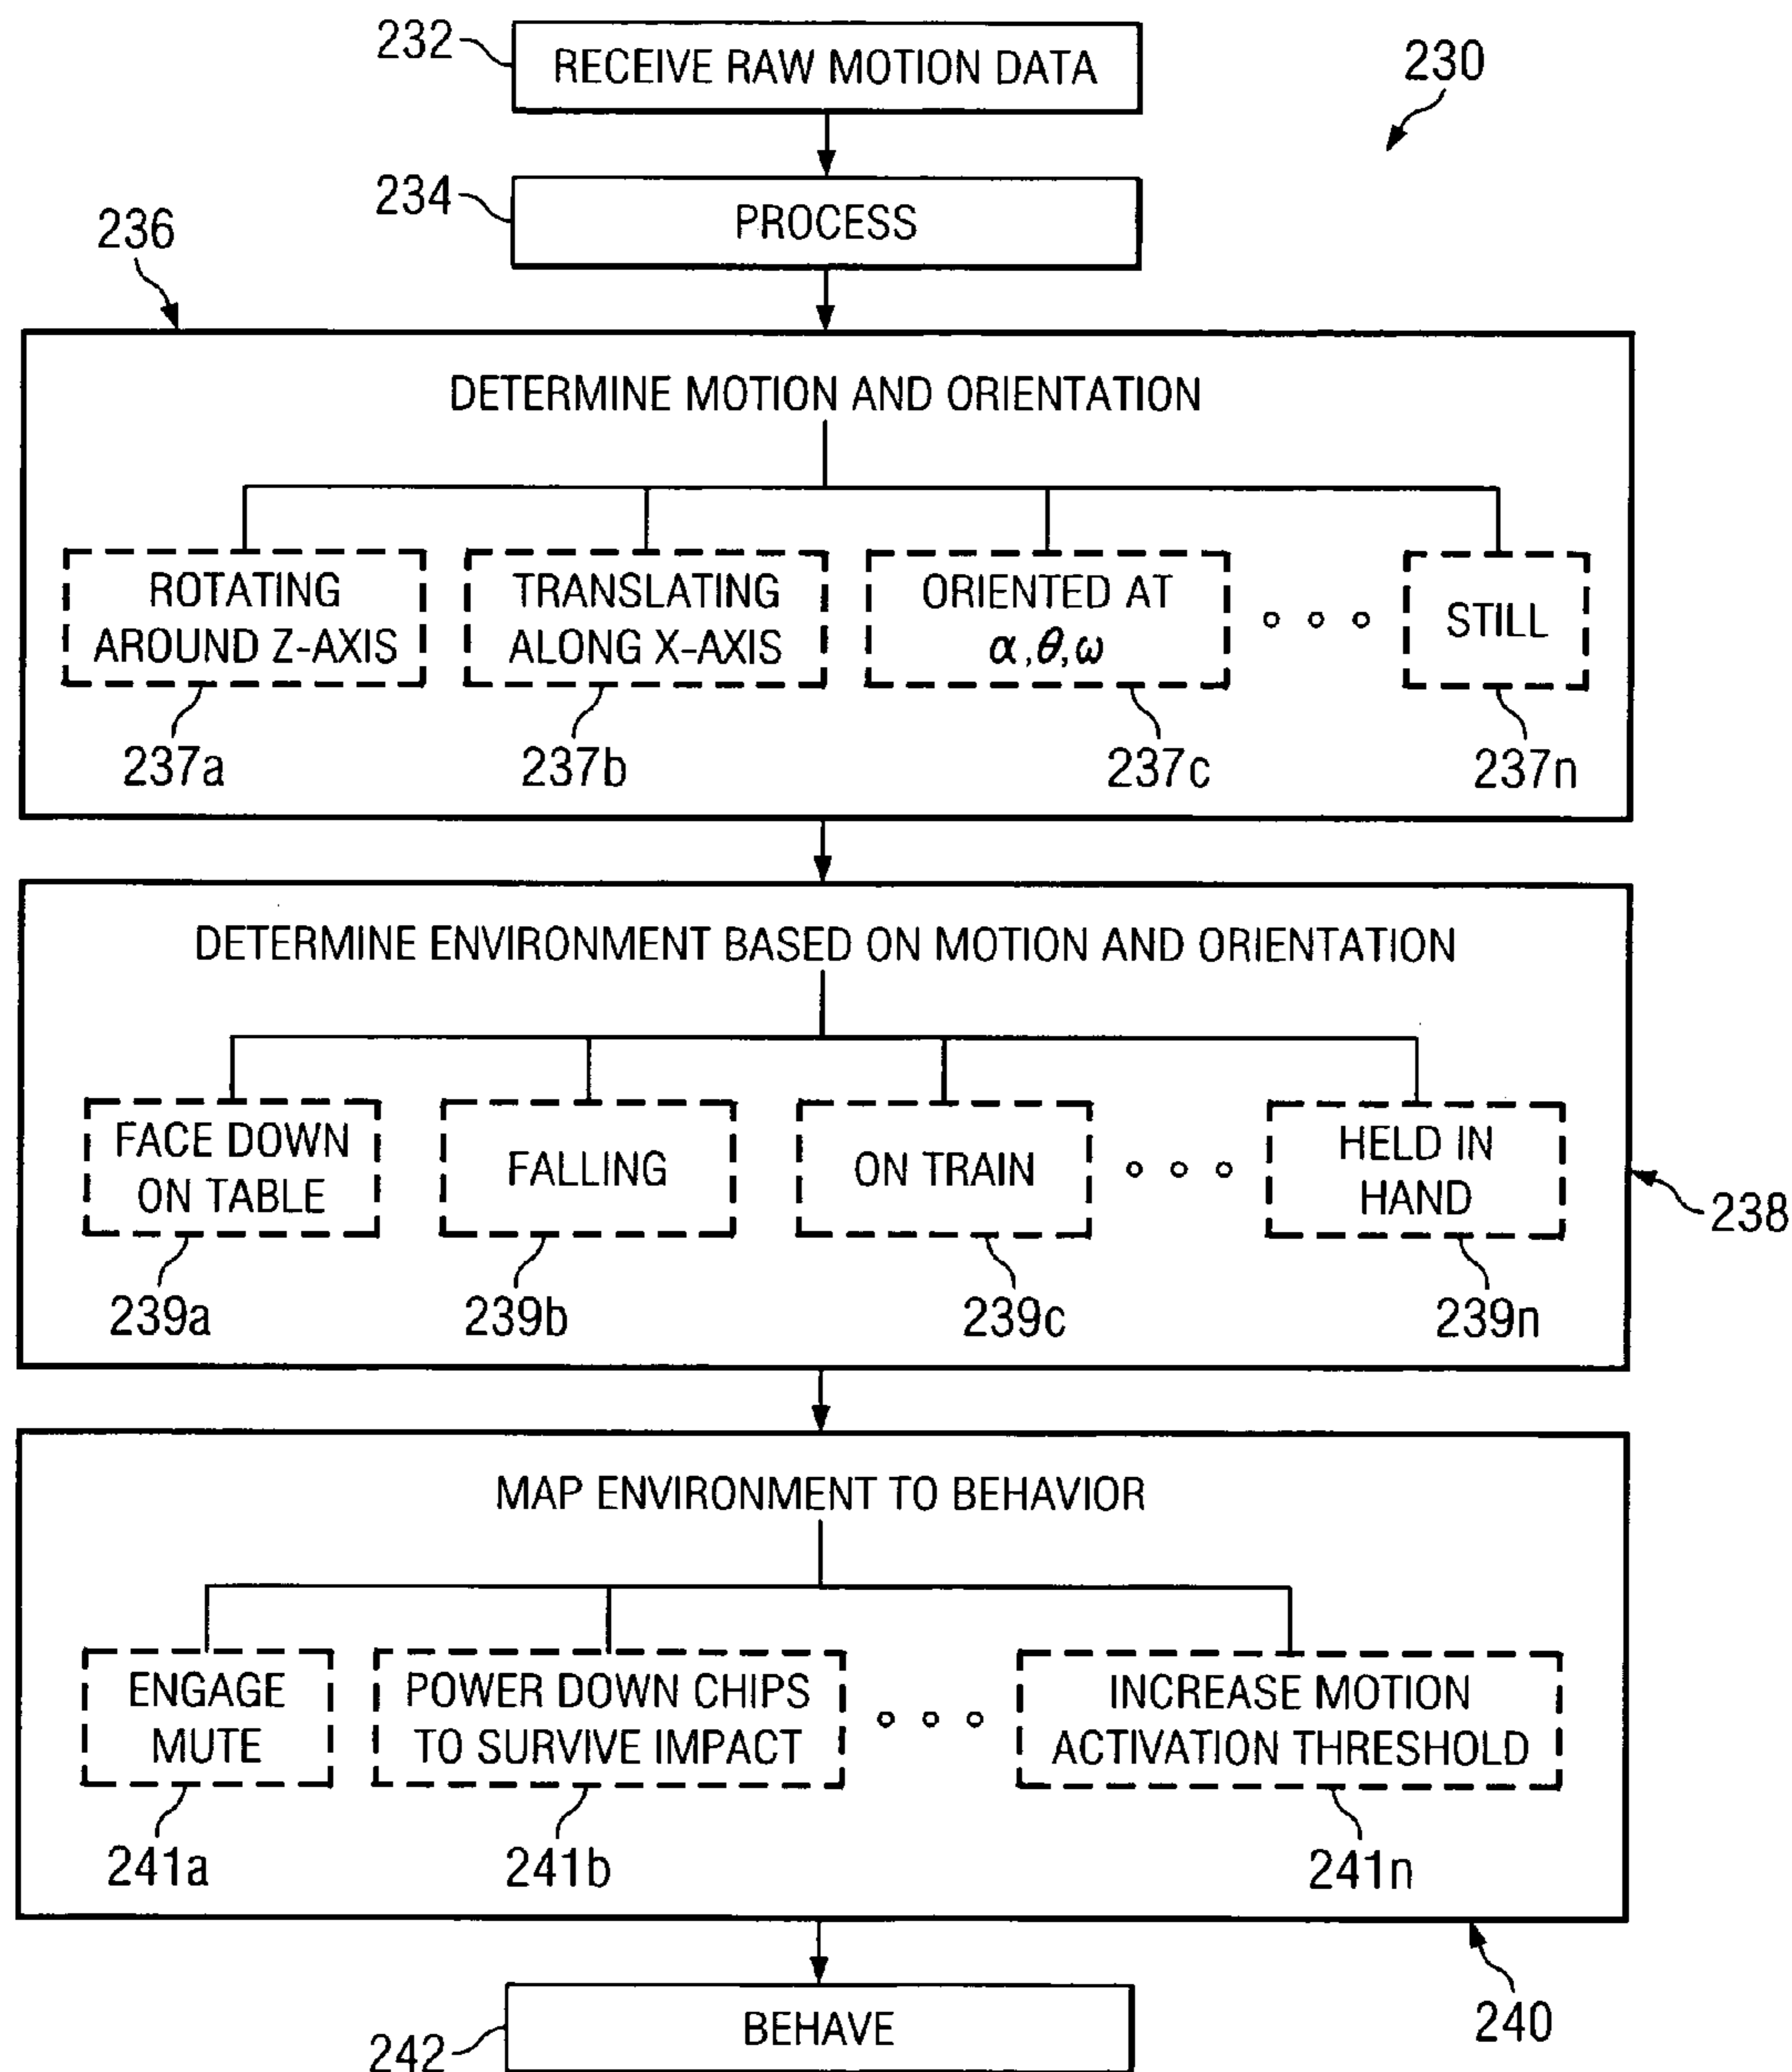 232
RECEIVE RAW MOTION DATA
230
234
PROCESS
236
DETERMINE MOTION AND ORIENTATION
ROTATING
AROUND Z-AXIS
TRANSLATING
ALONG X-AXIS
ORIENTED AT
α,θ,ω
STILL
237a
237b
237c
237n
DETERMINE ENVIRONMENT BASED ON MOTION AND ORIENTATION
FACE DOWN
ON TABLE
FALLING
ON TRAIN
HELD IN
HAND
238
239a
239b
239c
239n
MAP ENVIRONMENT TO BEHAVIOR
ENGAGE
MUTE
POWER DOWN CHIPS
TO SURVIVE IMPACT
INCREASE MOTION
ACTIVATION THRESHOLD
241a
241b
241n
240
242
BEHAVE